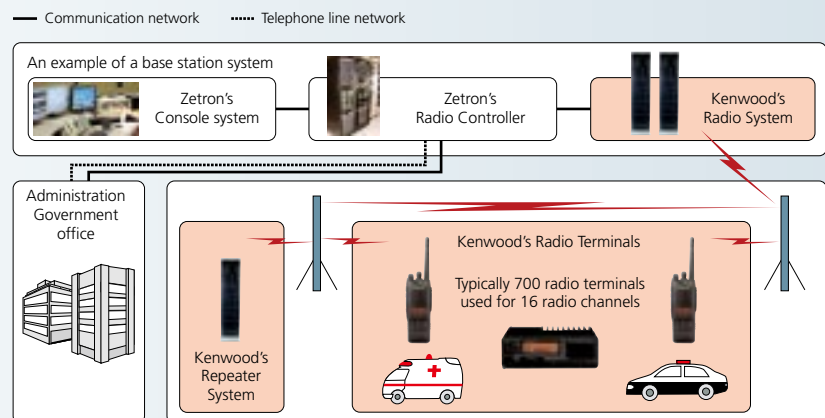 Communication network
Telephone line network
An example of a base station system
Zetron's
Console system
Zetron's
Radio Controller
Kenwood's
Radio System
Administration
Government
office
Kenwood's Radio Terminals
Typically 700 radio terminals
used for 16 radio channels
Kenwood's
Repeater
System